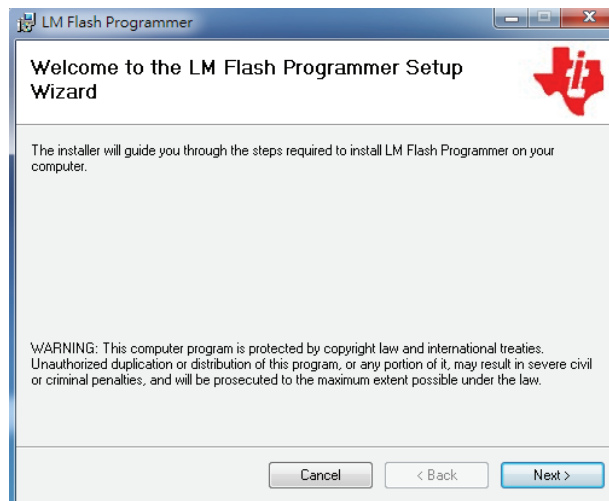 LM Flash Programmer
Welcome to the LM Flash Programmer Setup
Wizard
The installer will guide you through the steps required to install LM Flash Programmer on your
computer.
WARNING: This computer program is protected by copyright law and international treaties.
Unauthorized duplication or distribution of this program, or any portion of it, may result in severe civil
or criminal penalties, and will be prosecuted to the maximum extent possible under the law.
Cancel
< Back
Next >